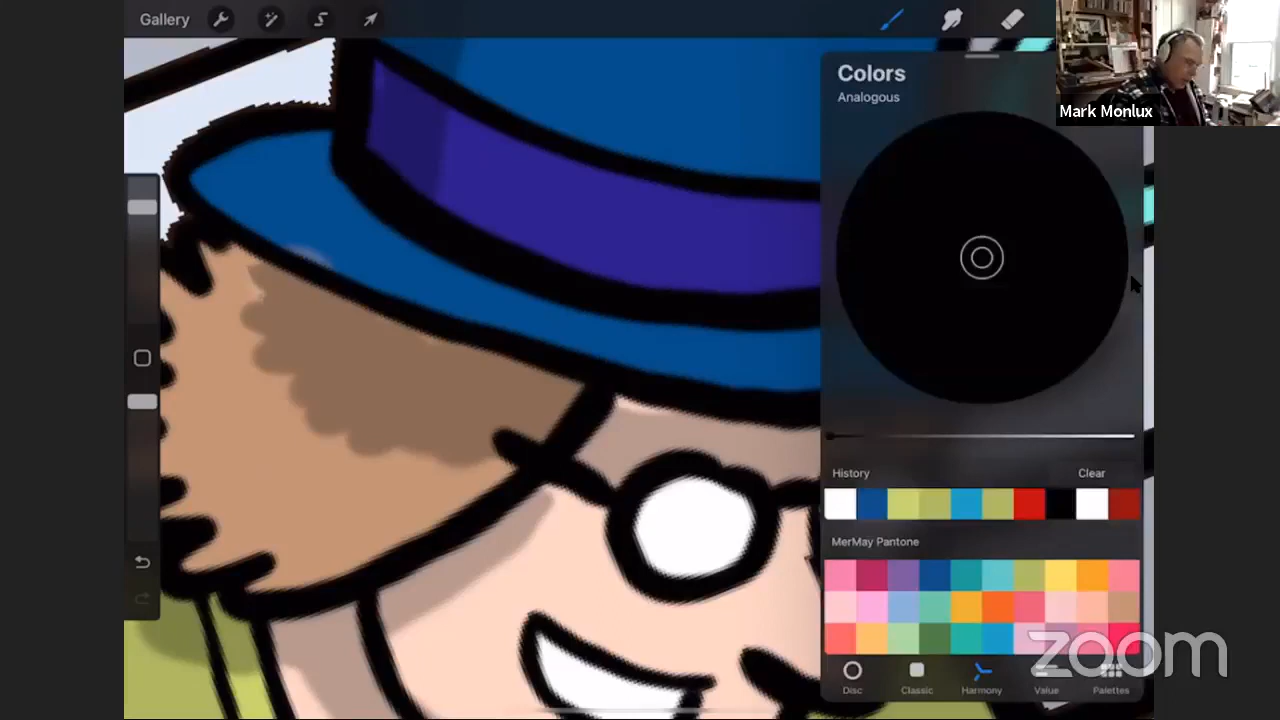 Gallery
Colors
Analogous
Mark Monlux
History
Clear
MerMay Pantone
zoom
Disc
Classic
Harmony
Value
Palettes